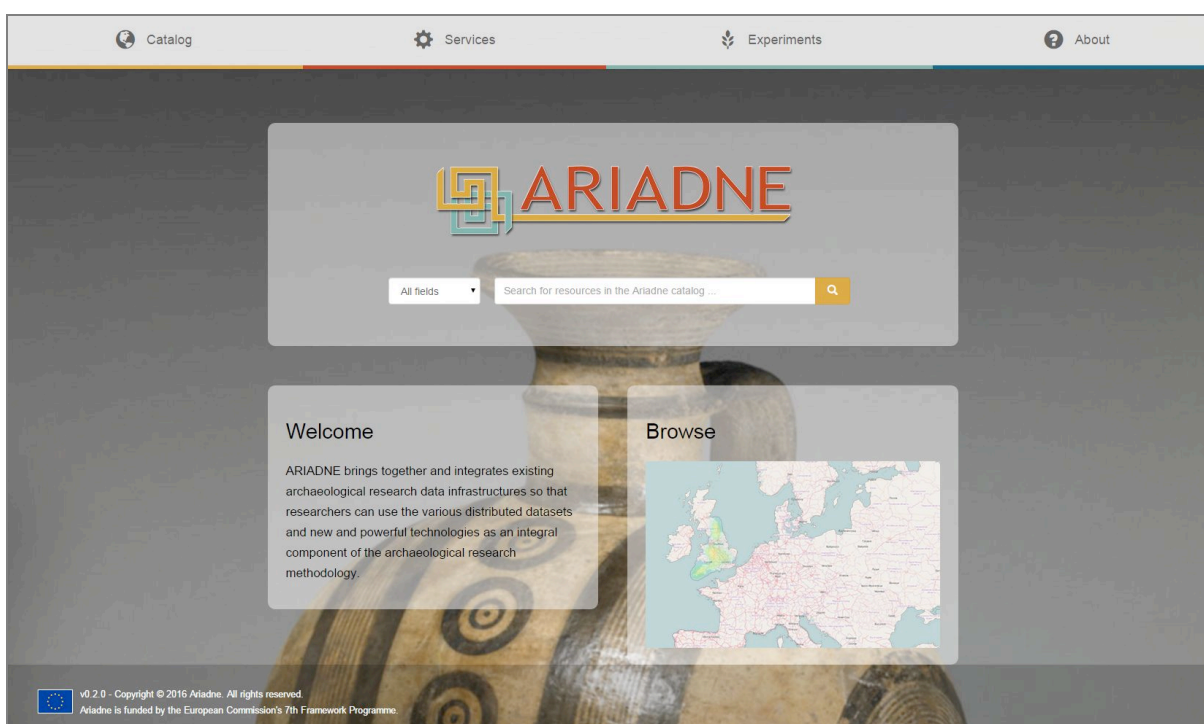 Catalog
Services
Experiments
About
ARIADNE
All fields
Search for resources in the Ariadne catalog ...
Welcome
ARIADNE brings together and integrates existing
archaeological research data infrastructures so that
researchers can use the various distributed datasets
and new and powerful technologies as an integral
component of the archaeological research
methodology.
Browse
v0.2.0 - Copyright © 2016 Ariadne. All rights reserved.
Ariadne is funded by the European Commission's 7th Framework Programme.